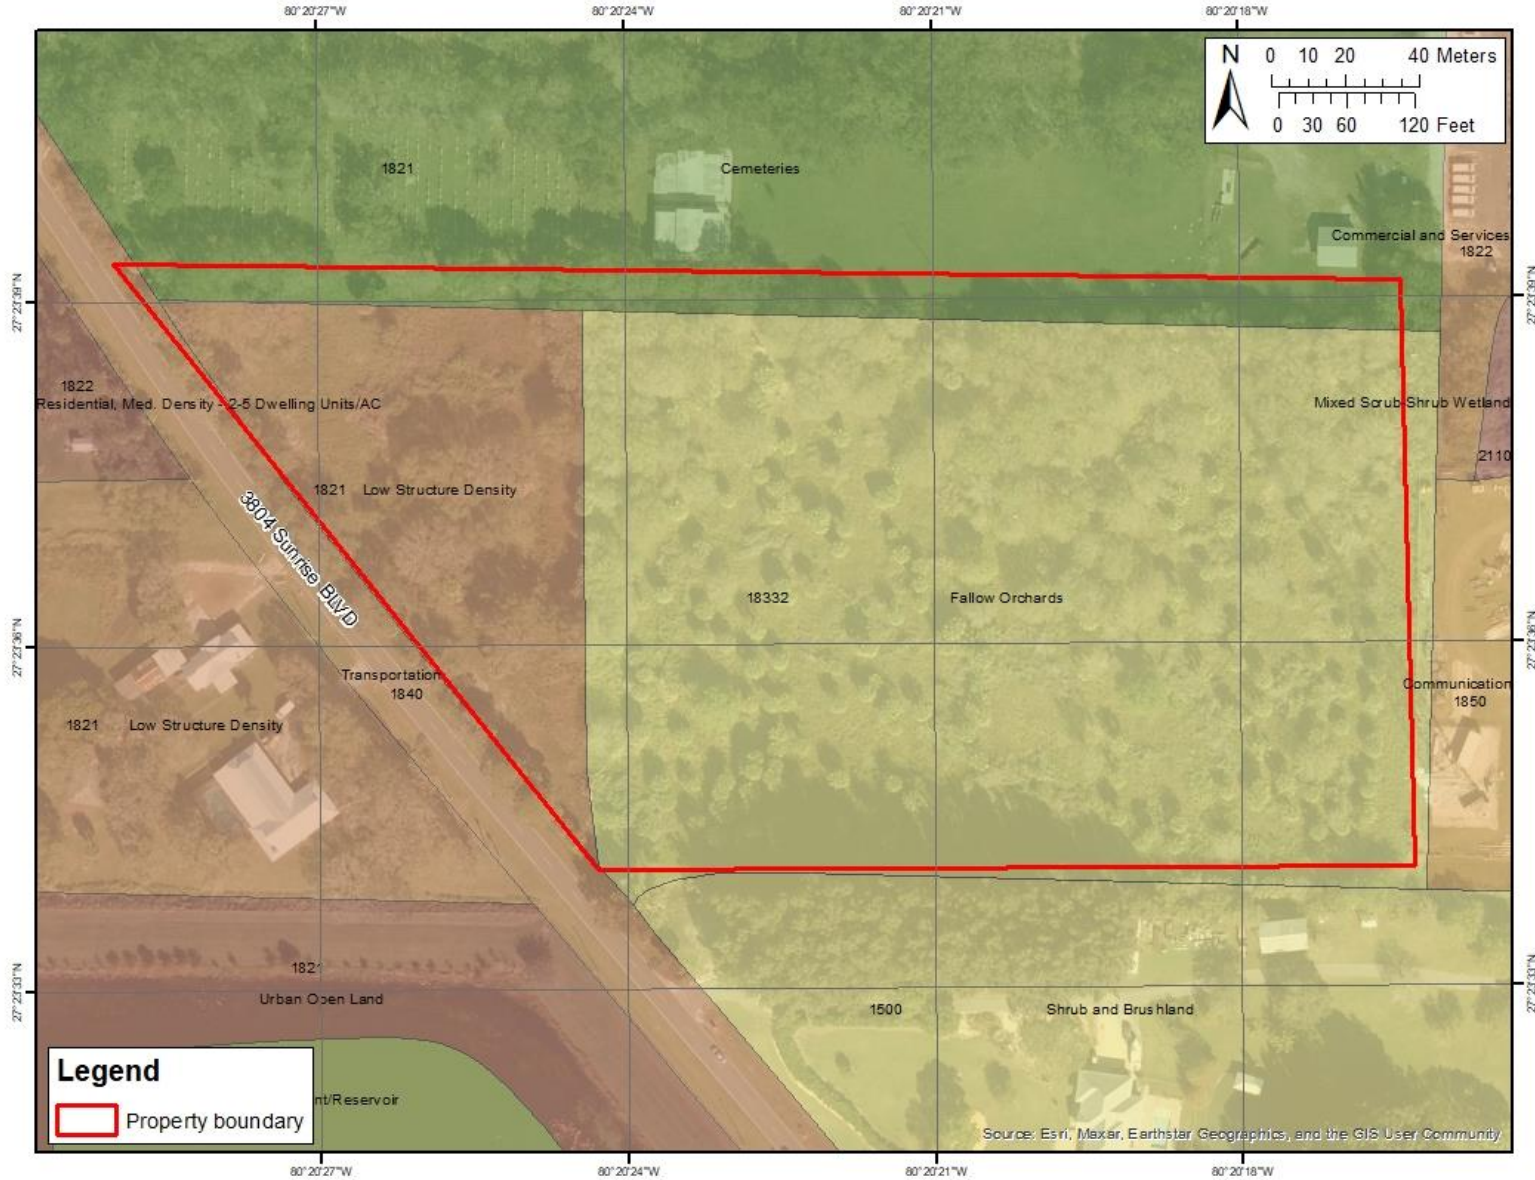 80°20'27"W 80°20'24"W 80°20'21"W 80°20'18"W
N 0 10 20 40 Meters
0 30 60 120 Feet
1821 Cemeteries
Commercial and Services
1822
27°23'39"N 27°23'39"N
1822
Residential, Med. Density - 2-5 Dwelling Units/AC
Mixed Scrub-Shrub Wetland
2110
1821 Low Structure Density
3804 Sunrise BLVD
18332 Fallow Orchards
27°23'36"N 27°23'36"N
Transportation
1840
Communication
1850
1821 Low Structure Density
1821
Urban Open Land
27°23'33"N 27°23'33"N
1500 Shrub and Brushland
Legend
Property boundary
nt/Reservoir
Source: Esri, Maxar, Earthstar Geographics, and the GIS User Community
80°20'27"W 80°20'24"W 80°20'21"W 80°20'18"W